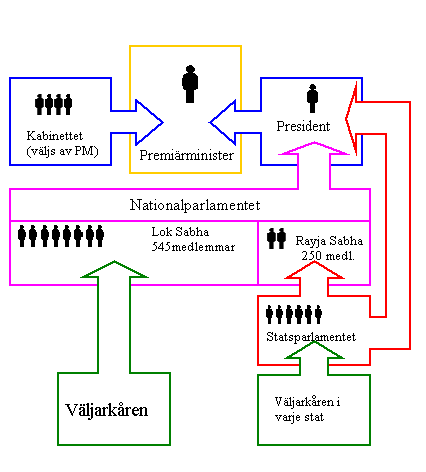 Kabinettet
(väljs av PM)
Premiärminister
President
Nationalparlamentet
Lok Sabha
545medlemmar
Rayja Sabha
250 medl.
Statsparlamentet
Väljarkåren
Väljarkåren i
varje stat